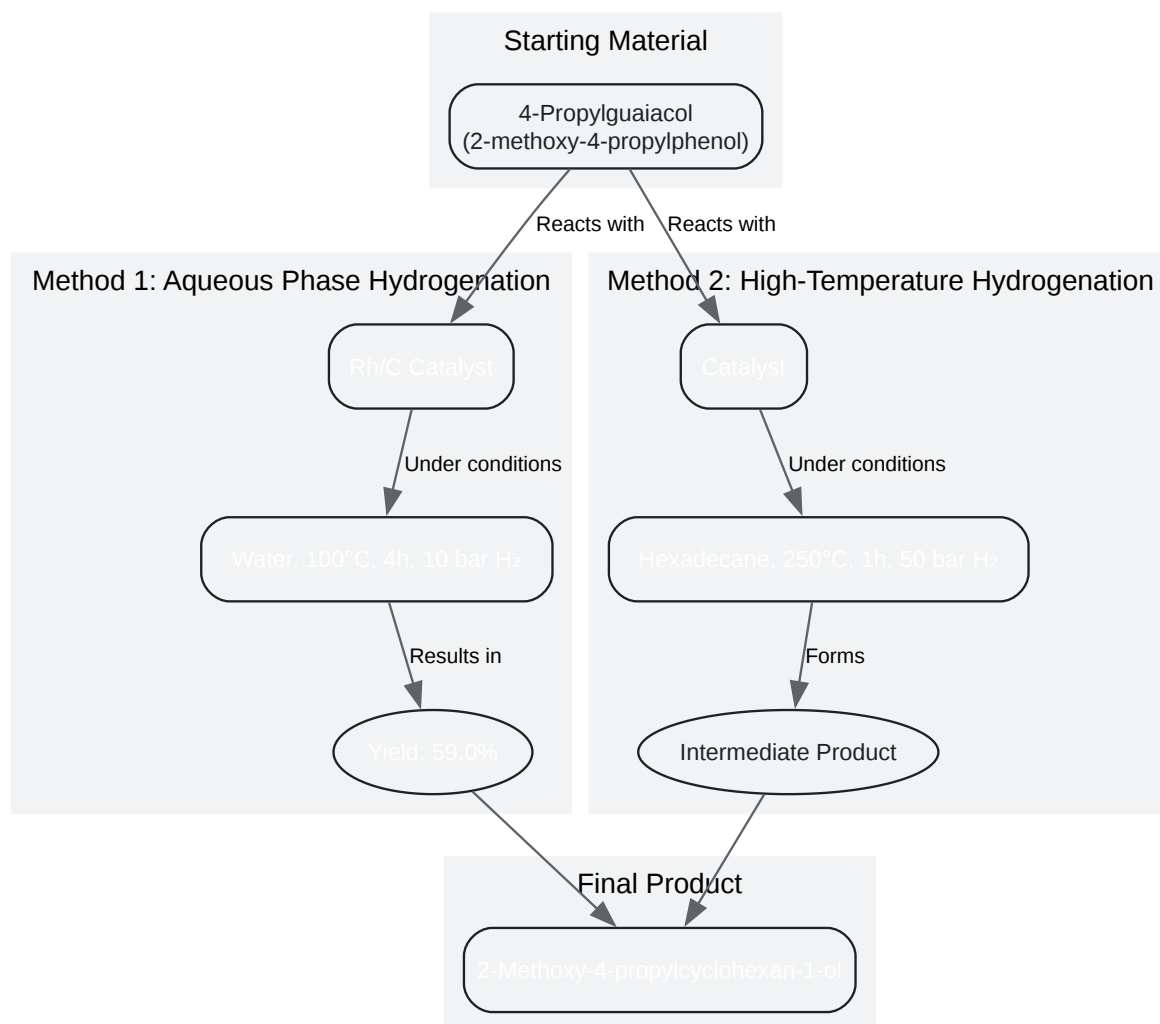 Starting Material
4-Propylguaiacol
(2-methoxy-4-propylphenol)
Reacts with
Reacts with
Method 1: Aqueous Phase Hydrogenation
Method 2: High-Temperature Hydrogenation
Rh/C Catalyst
Catalyst
Under conditions
Under conditions
Water, 100°C, 4h, 10 bar H₂
Hexadecane, 250°C, 1h, 50 bar H₂
Results in
Forms
Yield: 59.0%
Intermediate Product
Final Product
2-Methoxy-4-propylcyclohexan-1-ol